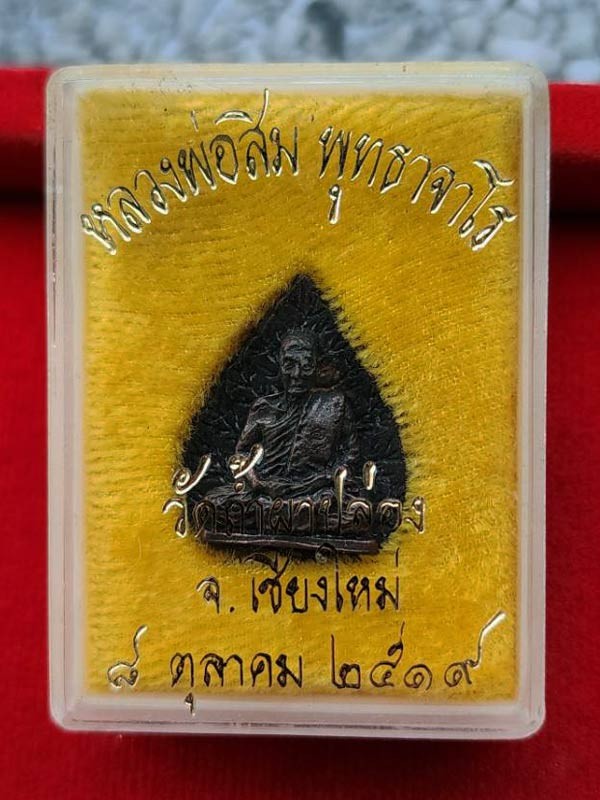 หลวงพ่อสิม พุทธาจาโร
วัดถ้ำผาปล่อง
จ. เชียงใหม่
๘ ตุลาคม ๒๕๑๙